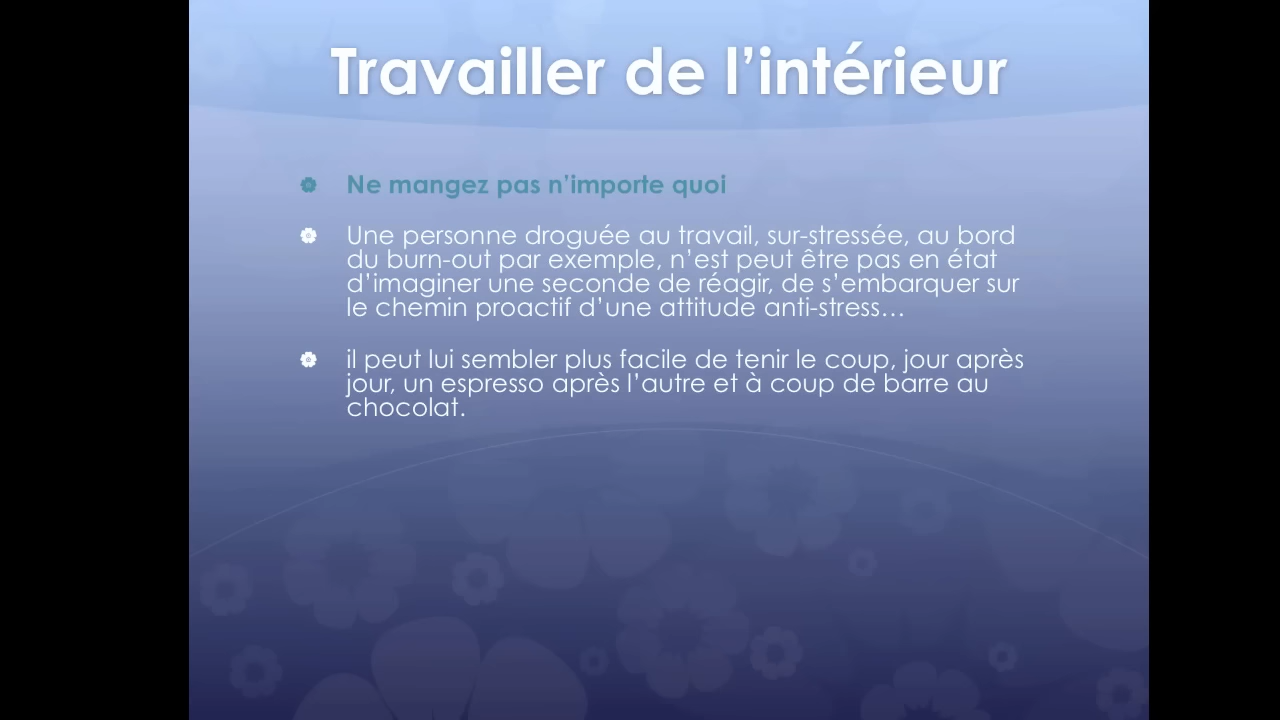 Travailler de l’intérieur
Ne mangez pas n’importe quoi
Une personne droguée au travail, sur-stressée, au bord
du burn-out par exemple, n’est peut être pas en état
d’imaginer une seconde de réagir, de s’embarquer sur
le chemin proactif d’une attitude anti-stress…
il peut lui sembler plus facile de tenir le coup, jour après
jour, un espresso après l’autre et à coup de barre au
chocolat.